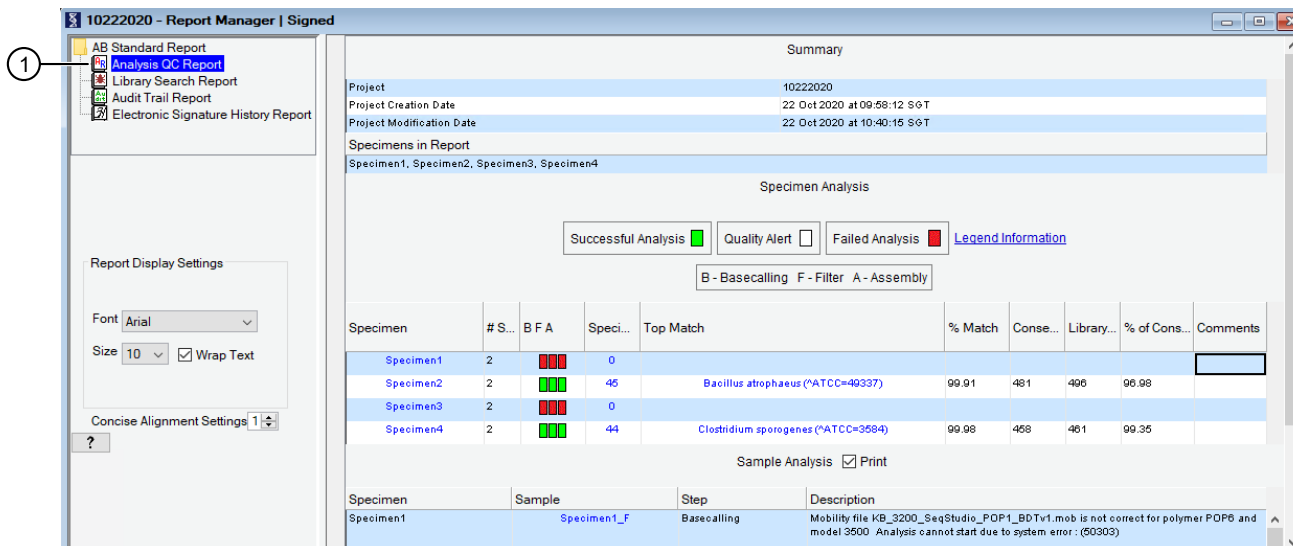 10222020 - Report Manager | Signed
1
AB Standard Report
Analysis QC Report
Library Search Report
Audit Trail Report
Electronic Signature History Report
Summary
Project 10222020
Project Creation Date 22 Oct 2020 at 09:58:12 SGT
Project Modification Date 22 Oct 2020 at 10:40:15 SGT
Specimens in Report
Specimen1, Specimen2, Specimen3, Specimen4
Specimen Analysis
Successful Analysis Quality Alert Failed Analysis Legend Information
B - Basecalling F - Filter A - Assembly
Report Display Settings
Font Arial
Size 10 Wrap Text
Concise Alignment Settings 1
?
Specimen # S... B F A Speci... Top Match % Match Conse... Library... % of Cons... Comments
Specimen1 2 0
Specimen2 2 45 Bacillus atrophaeus (^ATCC=49337) 99.91 481 496 96.98
Specimen3 2 0
Specimen4 2 44 Clostridium sporogenes (^ATCC=3584) 99.98 458 461 99.35
Sample Analysis Print
Specimen Sample Step Description
Specimen1 Specimen1_F Basecalling Mobility file KB_3200_SeqStudio_POP1_BDTv1.mob is not correct for polymer POP6 and
model 3500 Analysis cannot start due to system error : (50303)